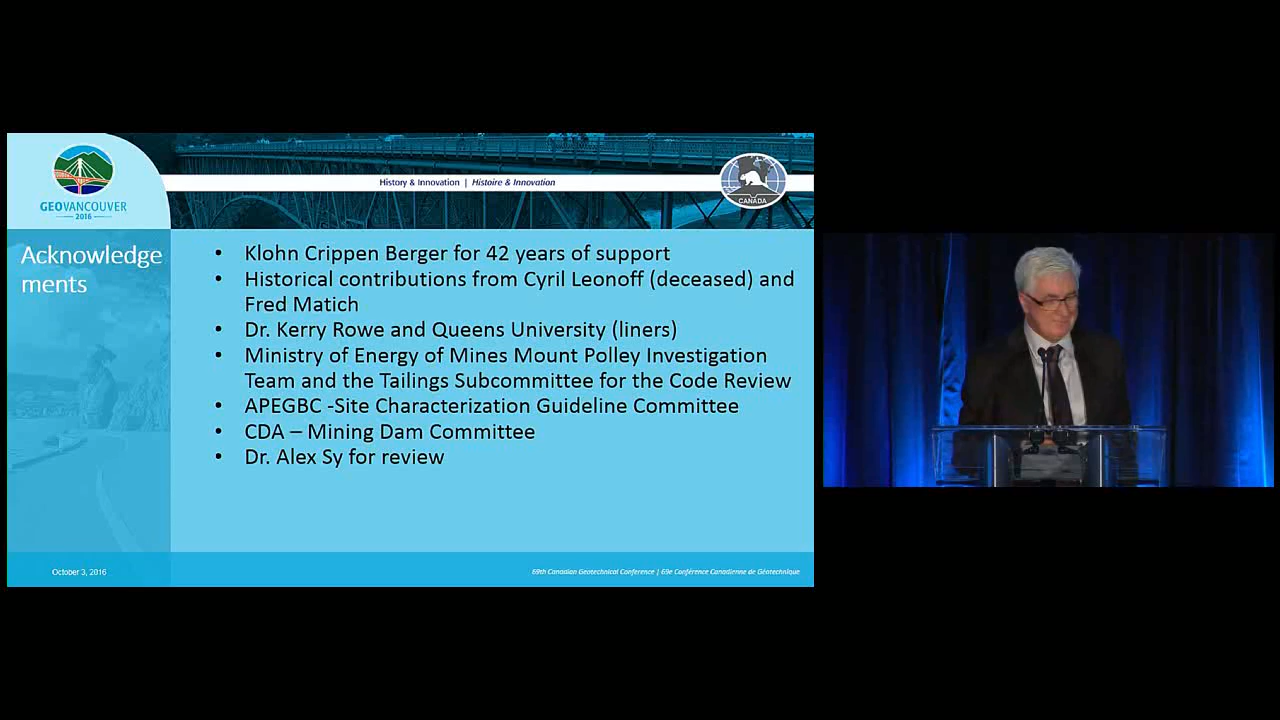 History & Innovation | Histoire & Innovation
GEOVANCOUVER
2016
CANADA
Acknowledge
ments
• Klohn Crippen Berger for 42 years of support
• Historical contributions from Cyril Leonoff (deceased) and
Fred Matich
• Dr. Kerry Rowe and Queens University (liners)
• Ministry of Energy of Mines Mount Polley Investigation
Team and the Tailings Subcommittee for the Code Review
• APEGBC -Site Characterization Guideline Committee
• CDA – Mining Dam Committee
• Dr. Alex Sy for review
October 3, 2016
69th Canadian Geotechnical Conference | 69e Conférence Canadienne de Géotechnique